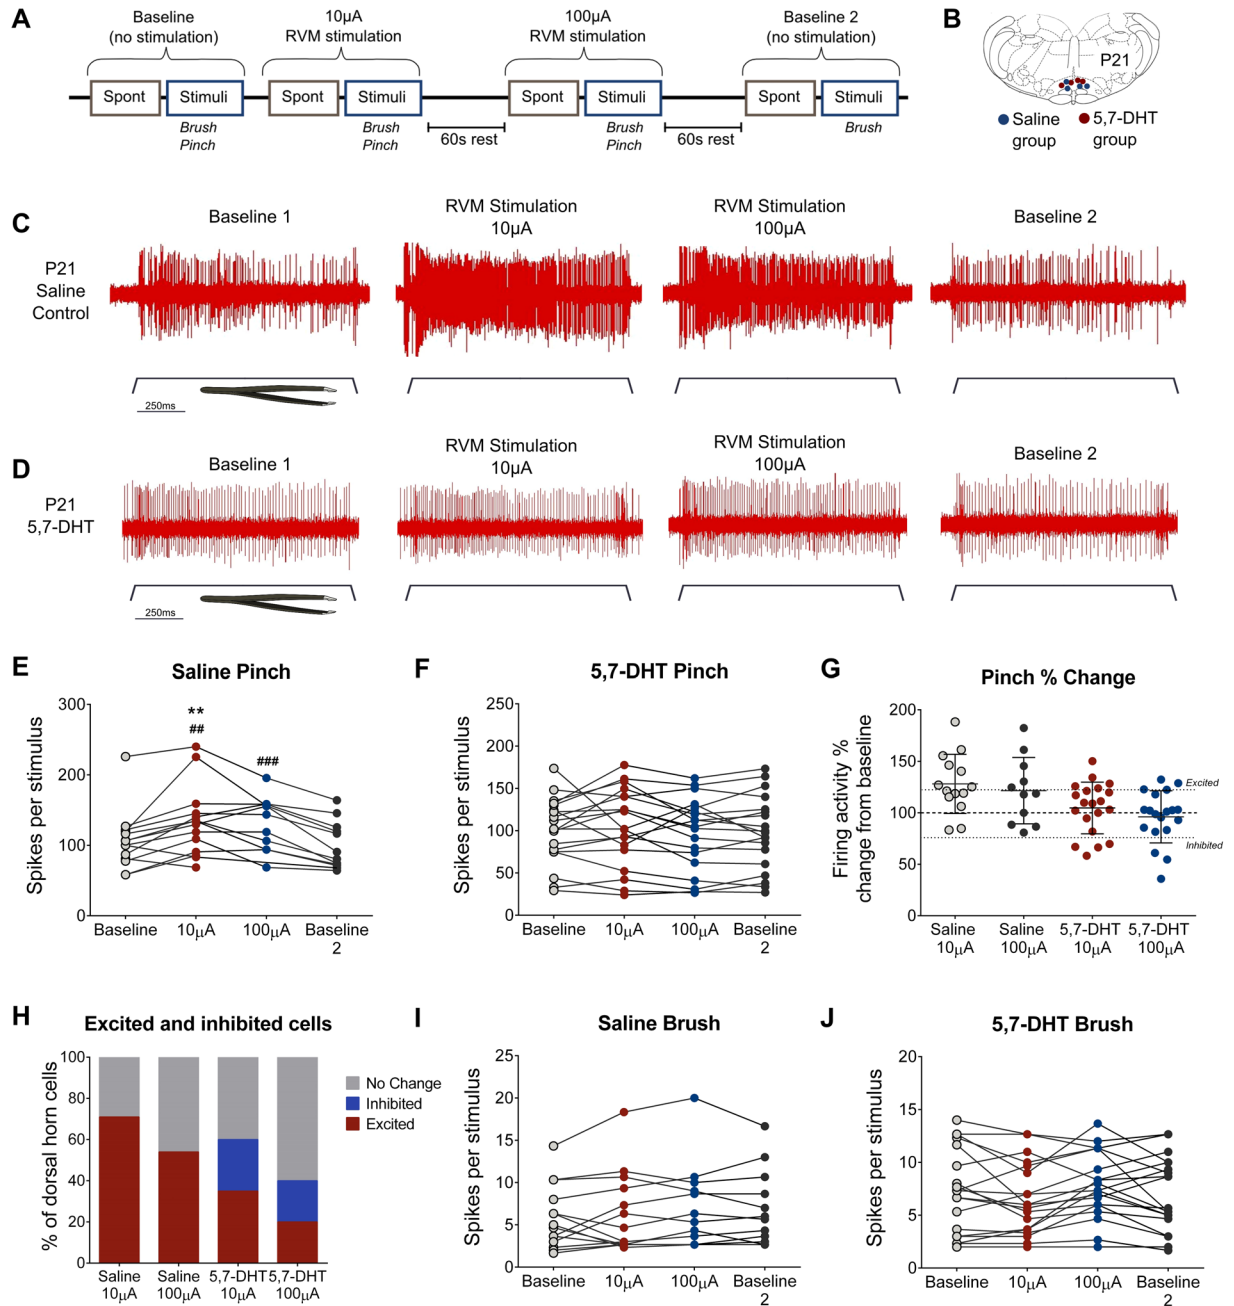 A
Baseline
(no stimulation)
10µA
RVM stimulation
100µA
RVM stimulation
Baseline 2
(no stimulation)
Spont
Stimuli
Spont
Stimuli
Spont
Stimuli
Spont
Stimuli
Brush
Pinch
Brush
Pinch
60s rest
Brush
Pinch
60s rest
Brush
B
P21
Saline
group
5,7-DHT
group
C
Baseline 1
RVM Stimulation
10µA
RVM Stimulation
100µA
Baseline 2
P21
Saline
Control
250ms
D
Baseline 1
RVM Stimulation
10µA
RVM Stimulation
100µA
Baseline 2
P21
5,7-DHT
250ms
E
Saline Pinch
Spikes per stimulus
300
200
100
0
**
##
###
Baseline
10µA
100µA
Baseline
2
F
5,7-DHT Pinch
Spikes per stimulus
250
200
150
100
50
0
Baseline
10µA
100µA
Baseline
2
G
Pinch % Change
Firing activity %
change from baseline
200
150
100
50
0
Excited
Inhibited
Saline
10µA
Saline
100µA
5,7-DHT
10µA
5,7-DHT
100µA
H
Excited and inhibited cells
% of dorsal horn cells
100
80
60
40
20
0
No Change
Inhibited
Excited
Saline
10µA
Saline
100µA
5,7-DHT
10µA
5,7-DHT
100µA
I
Saline Brush
Spikes per stimulus
25
20
15
10
5
0
Baseline
10µA
100µA
Baseline
2
J
5,7-DHT Brush
Spikes per stimulus
20
15
10
5
0
Baseline
10µA
100µA
Baseline
2